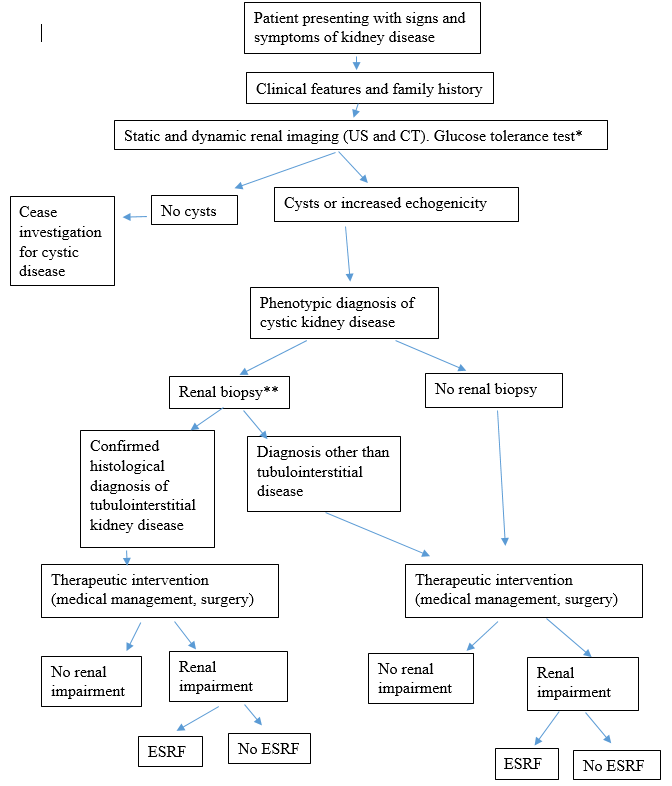 Patient presenting with signs and
symptoms of kidney disease
Clinical features and family history
Static and dynamic renal imaging (US and CT). Glucose tolerance test*
Cease
investigation
for cystic
disease
No cysts
Cysts or increased echogenicity
Phenotypic diagnosis of
cystic kidney disease
Renal biopsy**
No renal biopsy
Confirmed
histological
diagnosis of
tubulointerstitial
kidney disease
Diagnosis other than
tubulointerstitial
disease
Therapeutic intervention
(medical management, surgery)
Therapeutic intervention
(medical management, surgery)
No renal
impairment
Renal
impairment
No renal
impairment
Renal
impairment
ESRF
No ESRF
ESRF
No ESRF